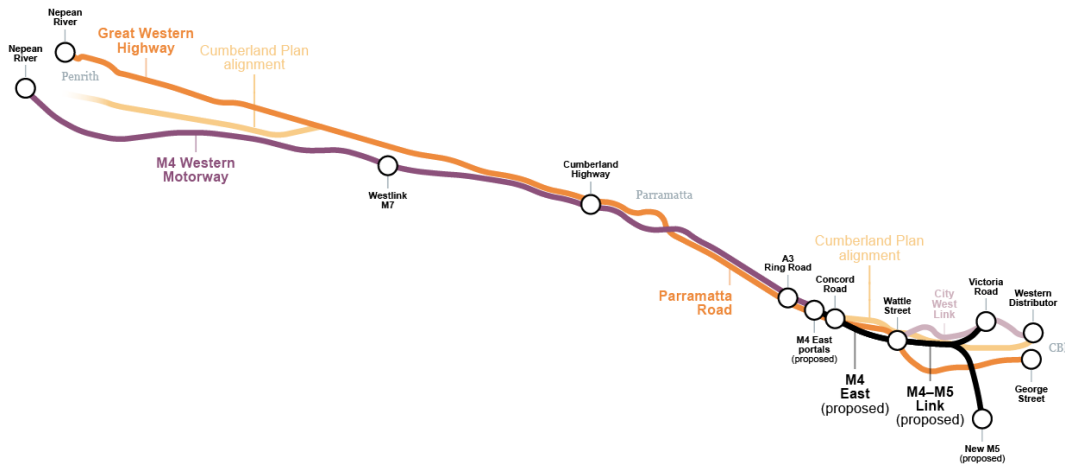 Nepean
River
Nepean
River
Great Western
Highway
Cumberland Plan
alignment
Penrith
M4 Western
Motorway
Westlink
M7
Cumberland
Highway
Parramatta
Parramatta
Road
A3
Ring Road
Concord
Road
M4 East
portals
(proposed)
Cumberland Plan
alignment
Wattle
Street
City
West
Link
Victoria
Road
Western
Distributor
CB
M4
East
(proposed)
M4–M5
Link
(proposed)
George
Street
New M5
(proposed)